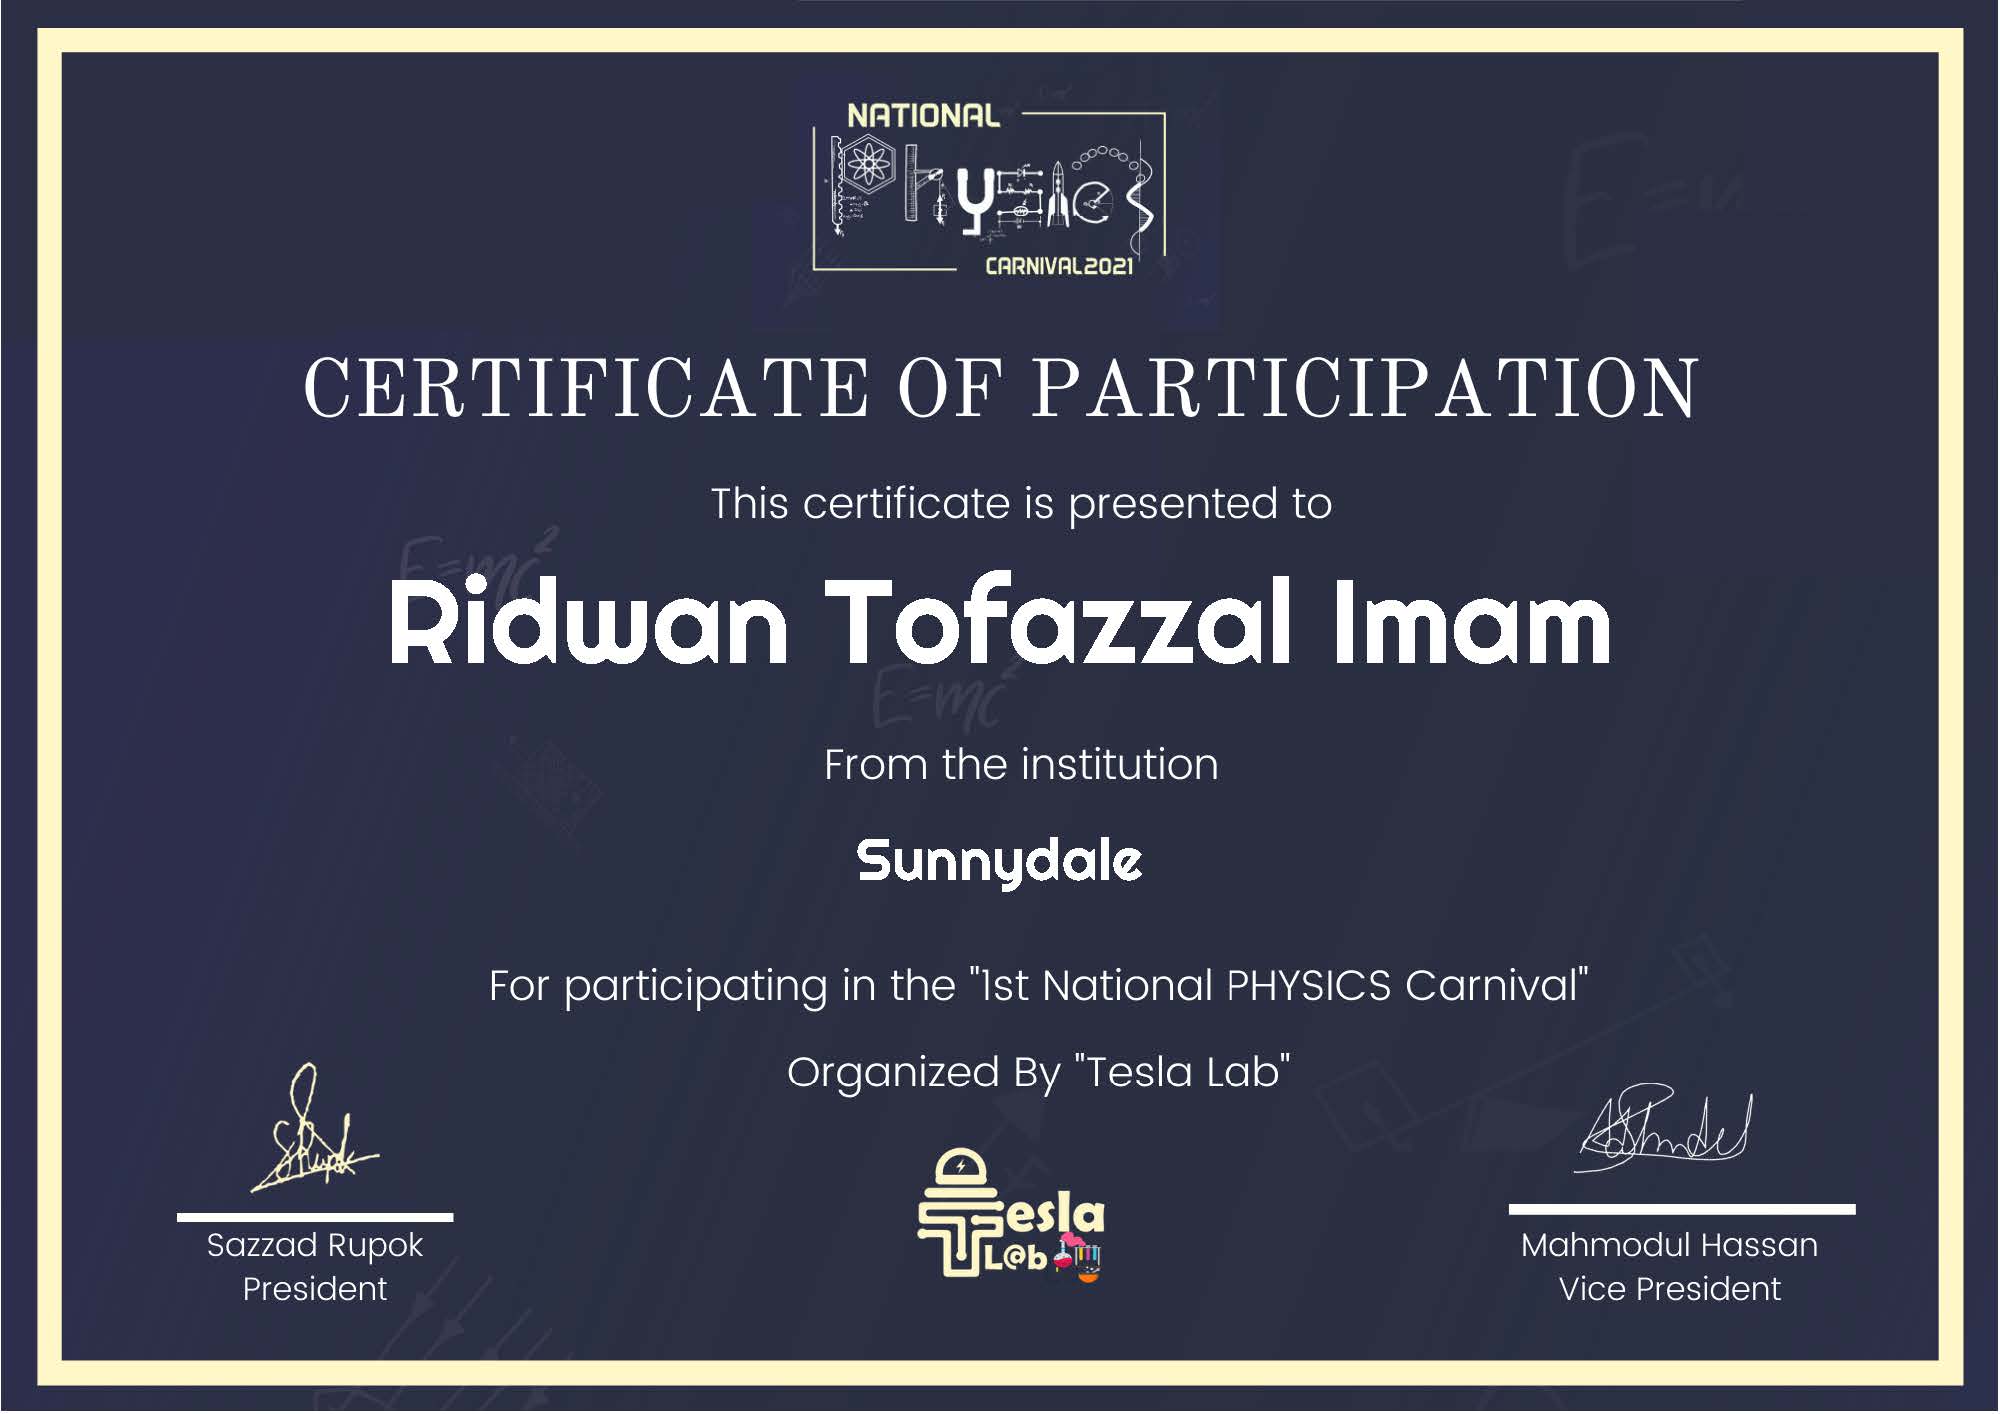 NATIONAL
Physics
CARNIVAL2021
CERTIFICATE OF PARTICIPATION
This certificate is presented to
E=mc²
Ridwan Tofazzal Imam
E=mc²
From the institution
Sunnydale
For participating in the "1st National PHYSICS Carnival"
Organized By "Tesla Lab"
Tesla
L@b
Sazzad Rupok
President
Mahmodul Hassan
Vice President